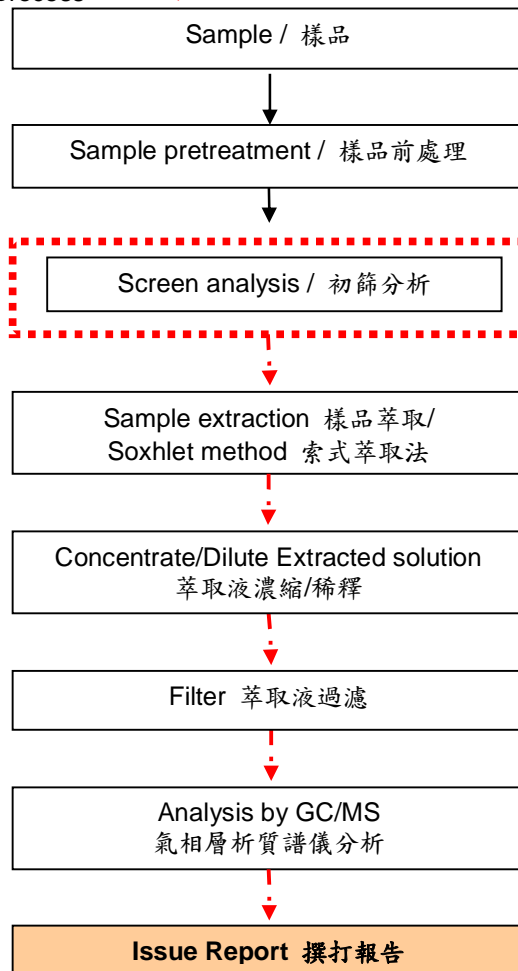 Sample / 樣品
Sample pretreatment / 樣品前處理
Screen analysis / 初篩分析
Sample extraction 樣品萃取/
Soxhlet method 索式萃取法
Concentrate/Dilute Extracted solution
萃取液濃縮/稀釋
Filter 萃取液過濾
Analysis by GC/MS
氣相層析質譜儀分析
Issue Report 撰打報告